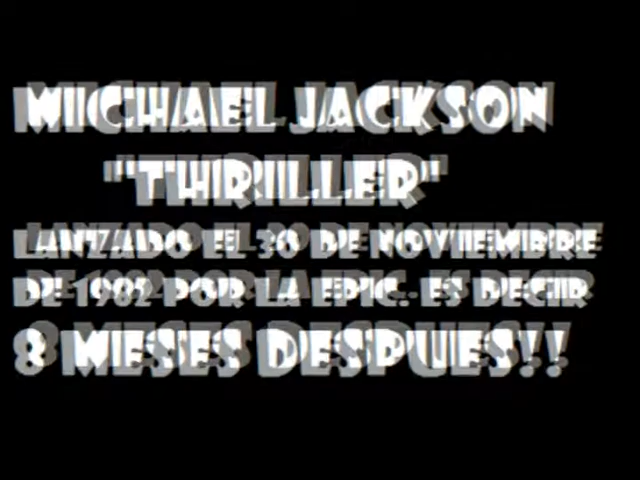 MICHAEL JACKSON
"THRILLER"
LANZADO EL 30 DE NOVIEMBRE
DE 1982 POR LA EPIC. ES DECIR
8 MESES DESPUES!!